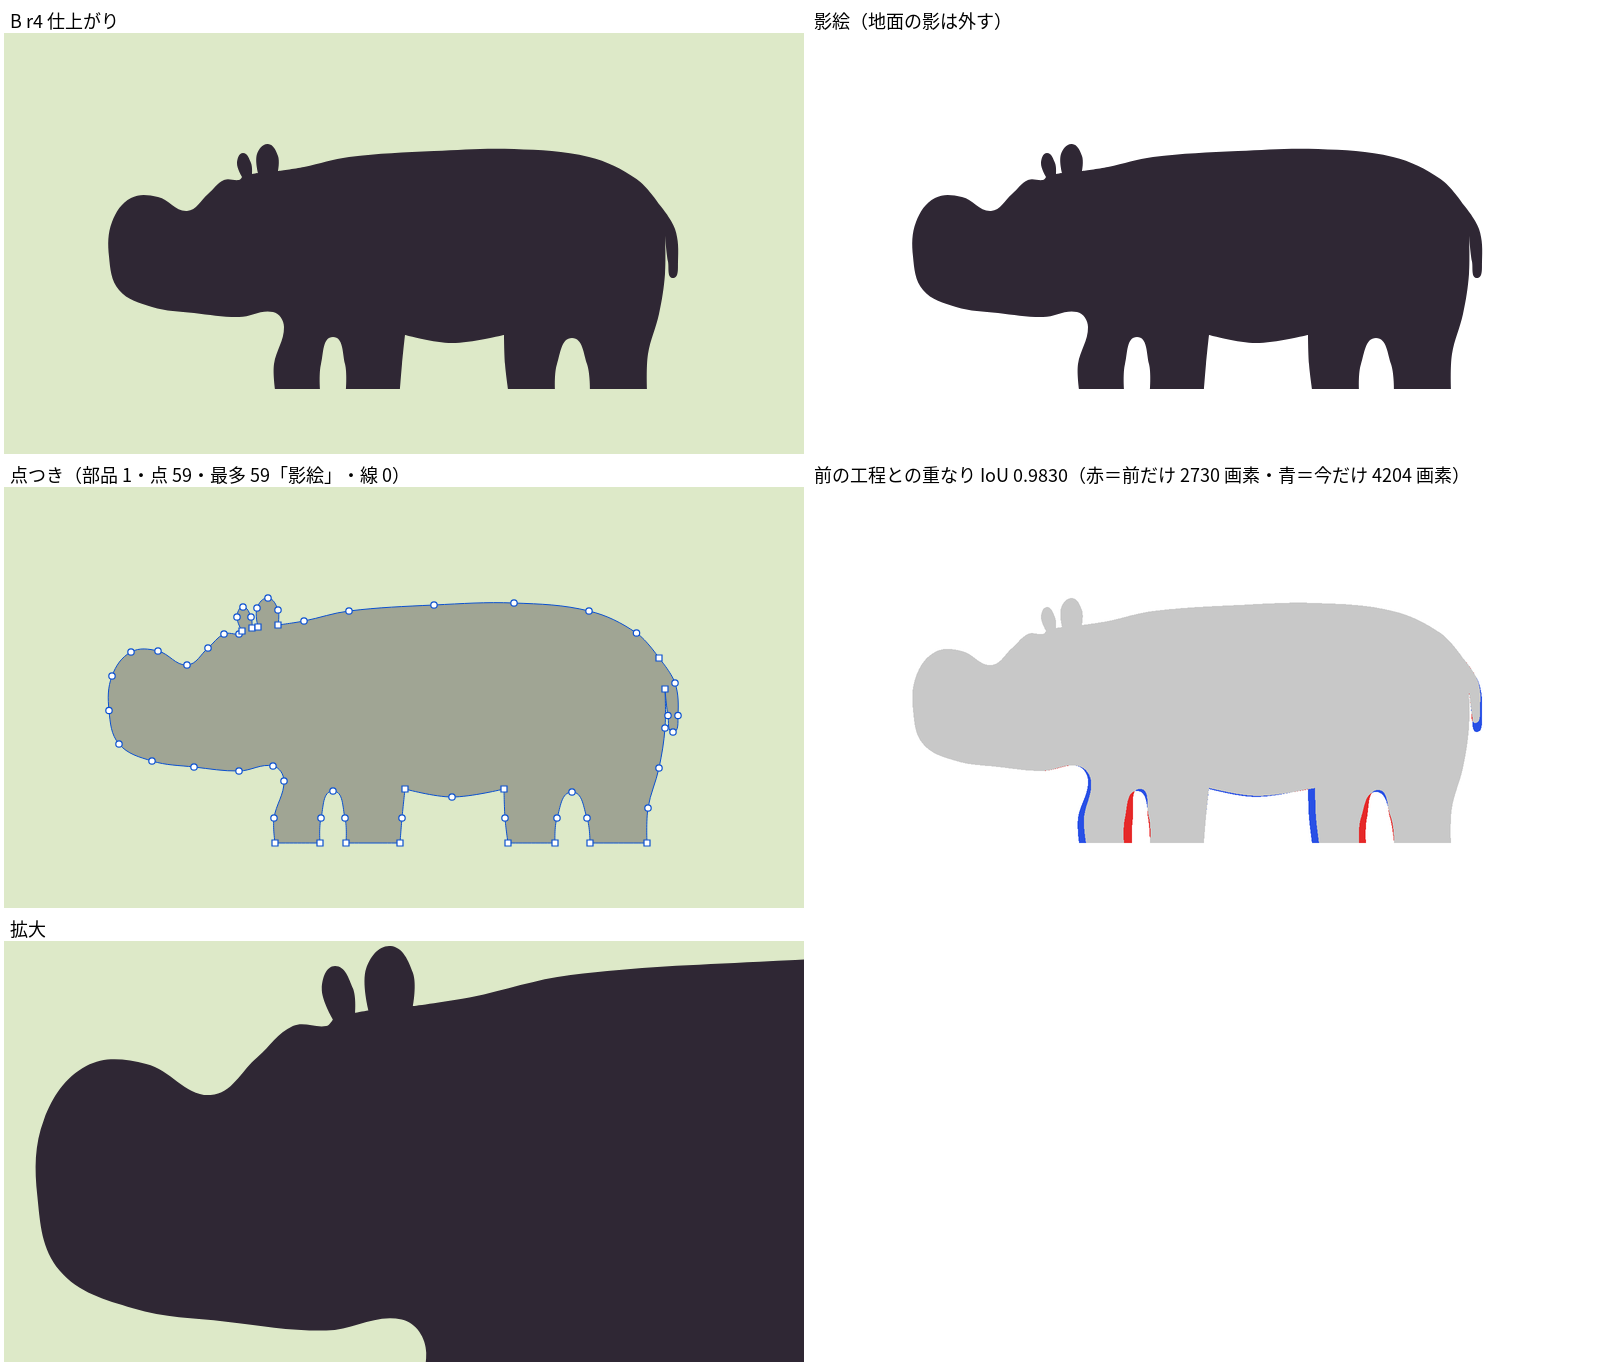 B r4 仕上がり
影絵（地面の影は外す）
点つき（部品 1・点 59・最多 59「影絵」・線 0）
前の工程との重なり IoU 0.9830（赤＝前だけ 2730 画素・青＝今だけ 4204 画素）
拡大